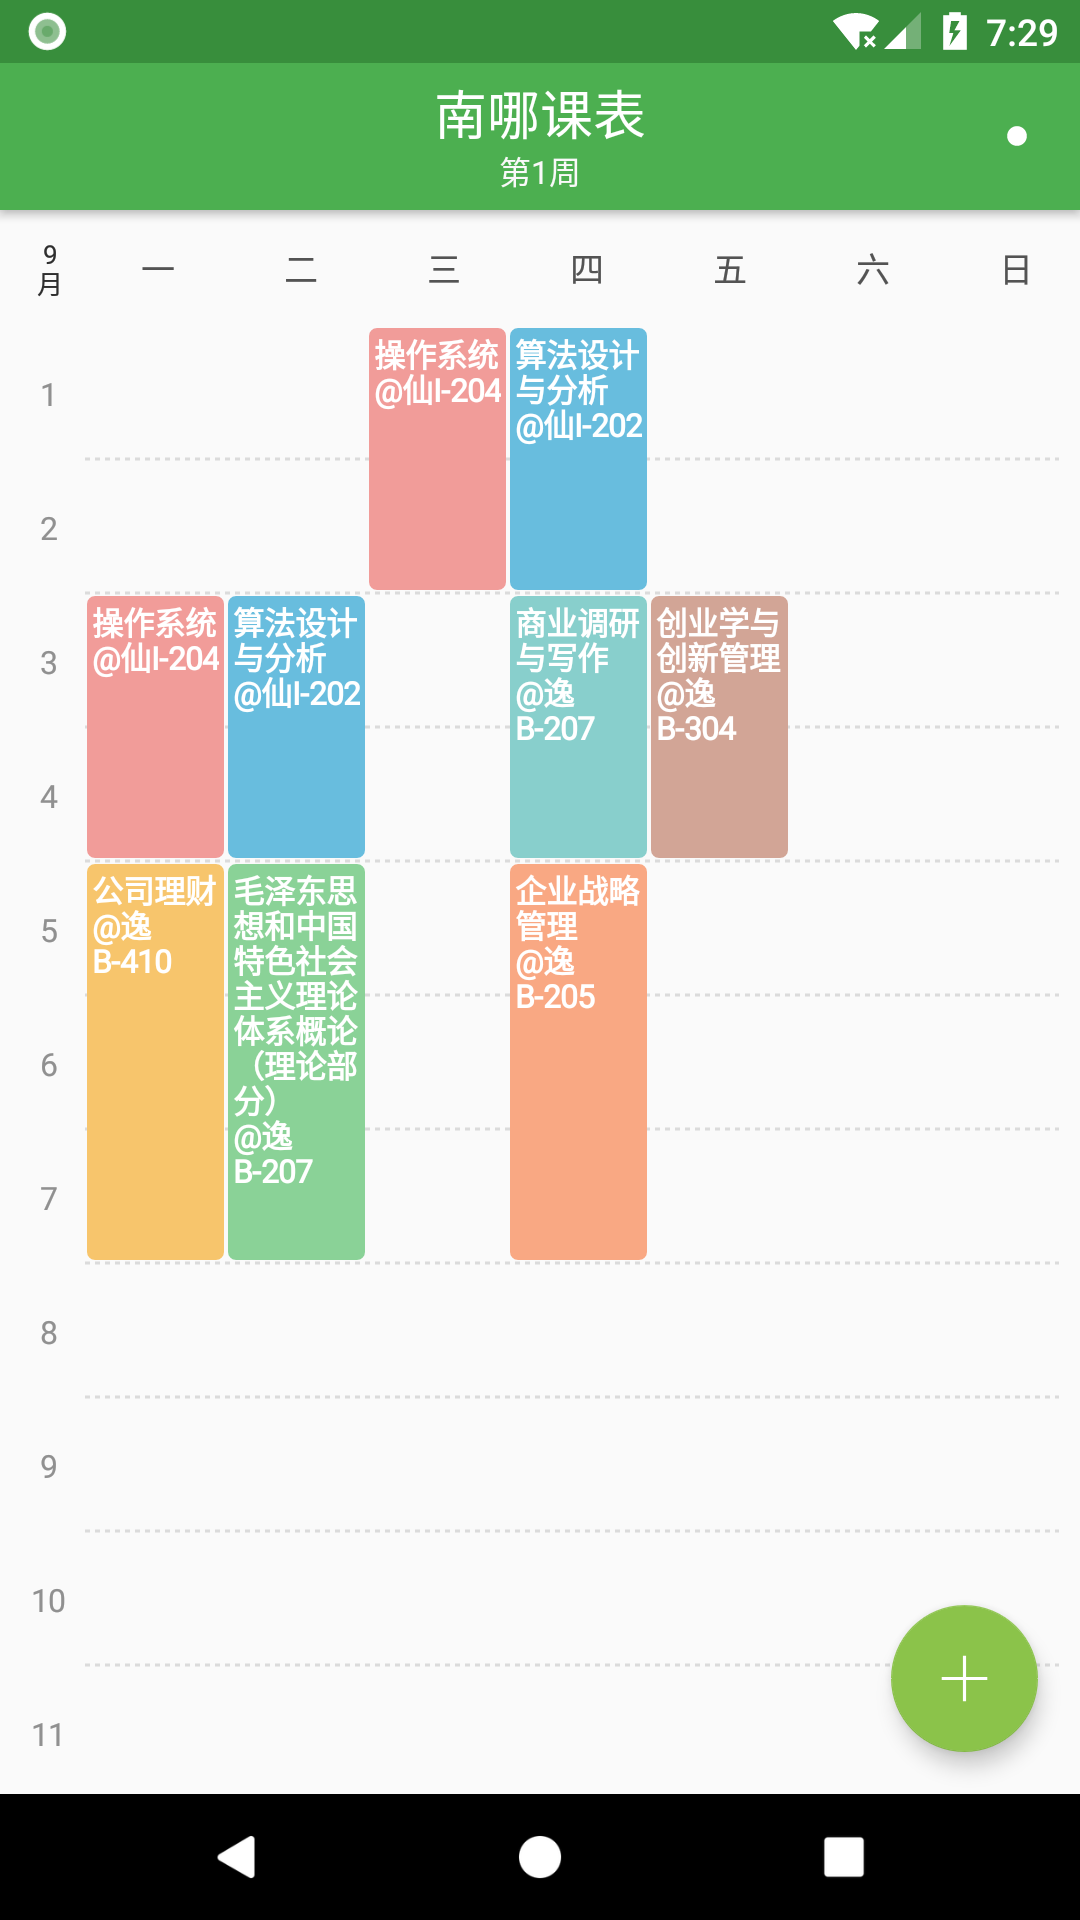 7:29
南哪课表
第1周
9
月
一 二 三 四 五 六 日
1
2
3
4
5
6
7
8
9
10
11
操作系统
@仙Ⅰ-204
算法设计
与分析
@仙Ⅰ-202
操作系统
@仙Ⅰ-204
算法设计
与分析
@仙Ⅰ-202
商业调研
与写作
@逸
B-207
创业学与
创新管理
@逸
B-304
公司理财
@逸
B-410
毛泽东思
想和中国
特色社会
主义理论
体系概论
（理论部
分）
@逸
B-207
企业战略
管理
@逸
B-205